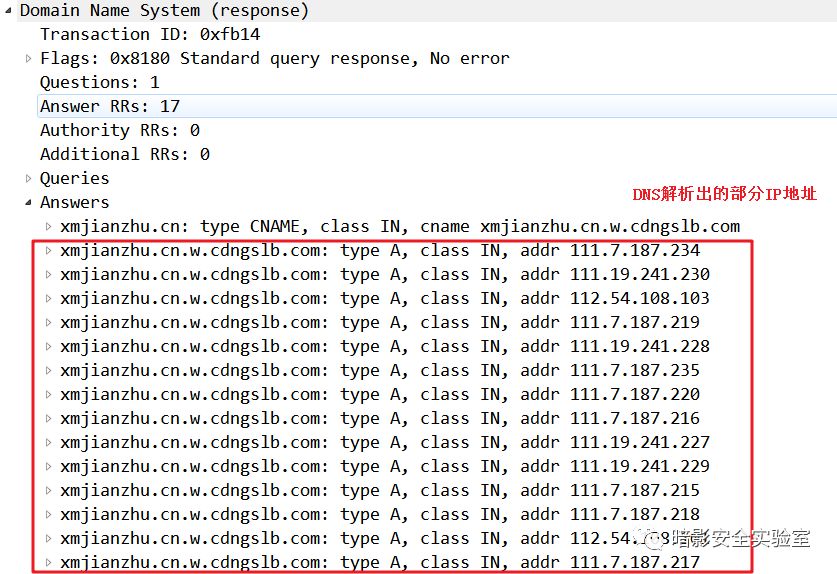 Domain Name System (response)
Transaction ID: 0xfb14
Flags: 0x8180 Standard query response, No error
Questions: 1
Answer RRs: 17
Authority RRs: 0
Additional RRs: 0
Queries
DNS解析出的部分IP地址
Answers
xmjianzhu.cn: type CNAME, class IN, cname xmjianzhu.cn.w.cdngslb.com
xmjianzhu.cn.w.cdngslb.com: type A, class IN, addr 111.7.187.234
xmjianzhu.cn.w.cdngslb.com: type A, class IN, addr 111.19.241.230
xmjianzhu.cn.w.cdngslb.com: type A, class IN, addr 112.54.108.103
xmjianzhu.cn.w.cdngslb.com: type A, class IN, addr 111.7.187.219
xmjianzhu.cn.w.cdngslb.com: type A, class IN, addr 111.19.241.228
xmjianzhu.cn.w.cdngslb.com: type A, class IN, addr 111.7.187.235
xmjianzhu.cn.w.cdngslb.com: type A, class IN, addr 111.7.187.220
xmjianzhu.cn.w.cdngslb.com: type A, class IN, addr 111.7.187.216
xmjianzhu.cn.w.cdngslb.com: type A, class IN, addr 111.19.241.227
xmjianzhu.cn.w.cdngslb.com: type A, class IN, addr 111.19.241.229
xmjianzhu.cn.w.cdngslb.com: type A, class IN, addr 111.7.187.215
xmjianzhu.cn.w.cdngslb.com: type A, class IN, addr 111.7.187.218
xmjianzhu.cn.w.cdngslb.com: type A, class IN, addr
暗影安全实验室
xmjianzhu.cn.w.cdngslb.com: type A, class IN, addr 111.7.187.217